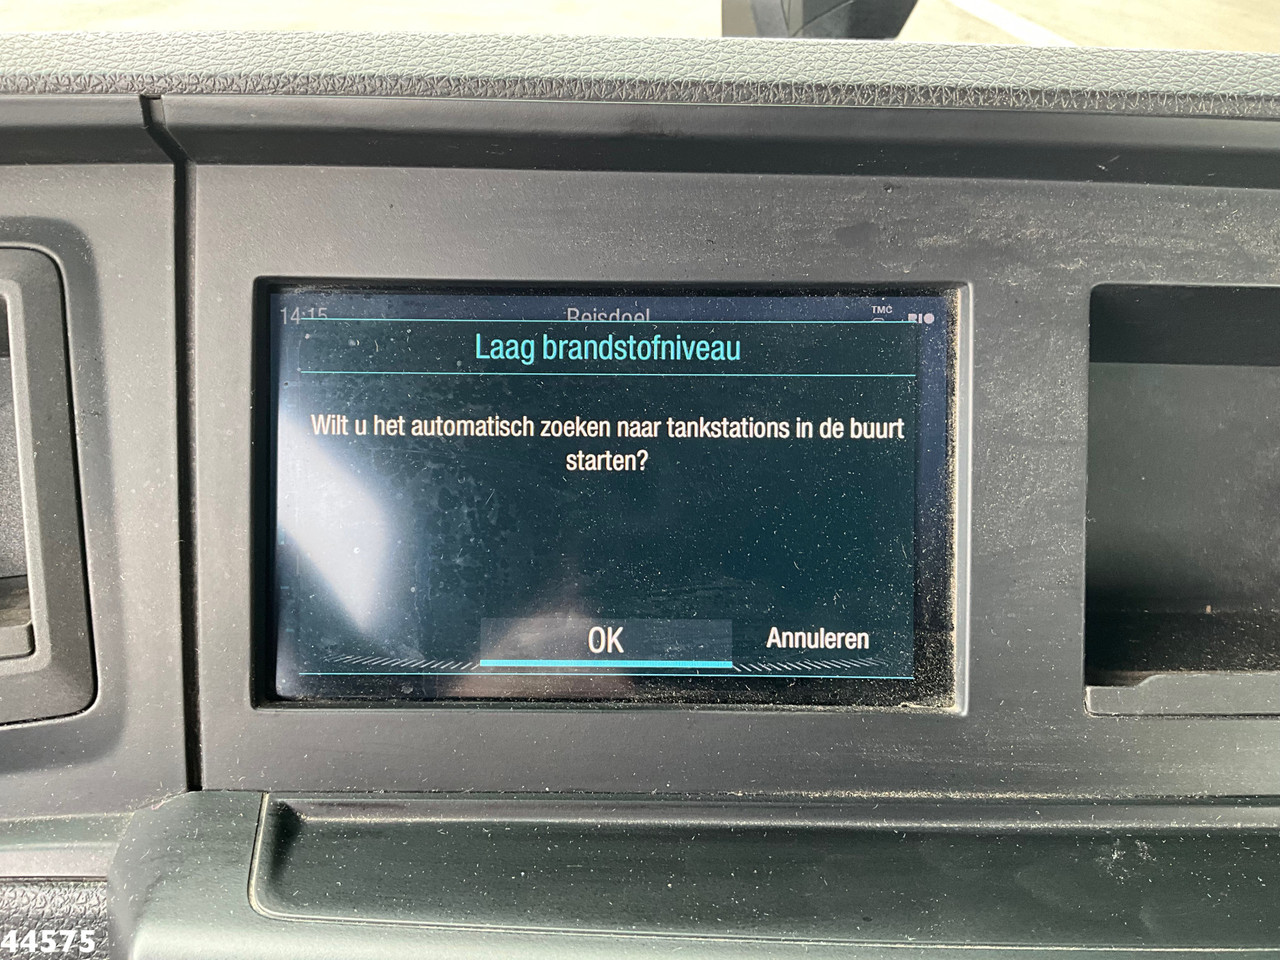 14:15 Reisdoel TMC RIO
Laag brandstofniveau
Wilt u het automatisch zoeken naar tankstations in de buurt
starten?
OK Annuleren
44575